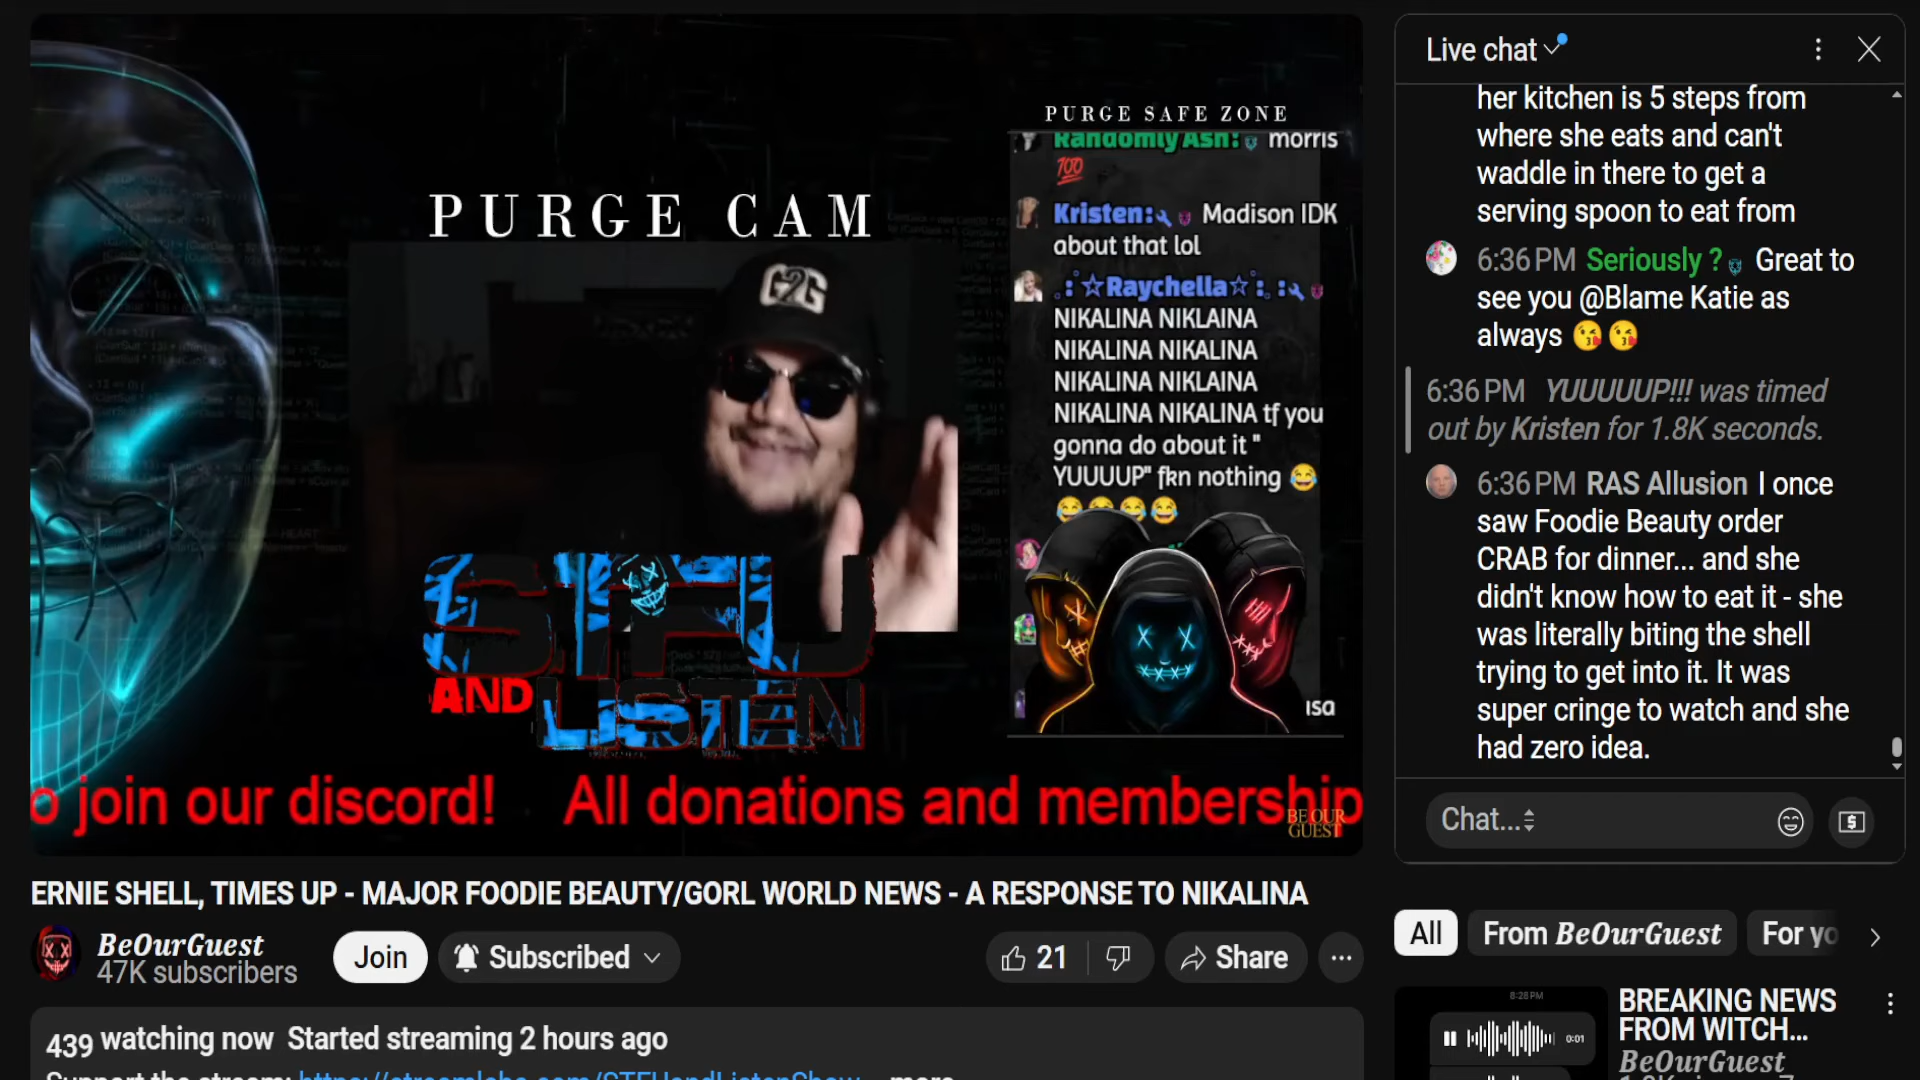 PURGE CAM
G2G
STFU
AND LISTEN
o join our discord! All donations and membership
BE OUR
GUEST
PURGE SAFE ZONE
Randomly Ash: morris
💯
Kristen: Madison IDK
about that lol
.:☆Raychella☆:. :
NIKALINA NIKLAINA
NIKALINA NIKALINA
NIKALINA NIKLAINA
NIKALINA NIKALINA tf you
gonna do about it "
YUUUUP" fkn nothing 😂
😂😂😂😂
ısa
ERNIE SHELL, TIMES UP - MAJOR FOODIE BEAUTY/GORL WORLD NEWS - A RESPONSE TO NIKALINA
BeOurGuest
47K subscribers
Join
Subscribed
21
Share
439 watching now Started streaming 2 hours ago
Support the stream: https://streamlabs.com/STFUandListenShow ...more
Live chat
her kitchen is 5 steps from
where she eats and can't
waddle in there to get a
serving spoon to eat from
6:36 PM Seriously ? Great to
see you @Blame Katie as
always 😘😘
6:36 PM YUUUUUP!!! was timed
out by Kristen for 1.8K seconds.
6:36 PM RAS Allusion I once
saw Foodie Beauty order
CRAB for dinner... and she
didn't know how to eat it - she
was literally biting the shell
trying to get into it. It was
super cringe to watch and she
had zero idea.
Chat...
All
From BeOurGuest
For yo
8:28 PM
0:01
BREAKING NEWS
FROM WITCH...
BeOurGuest